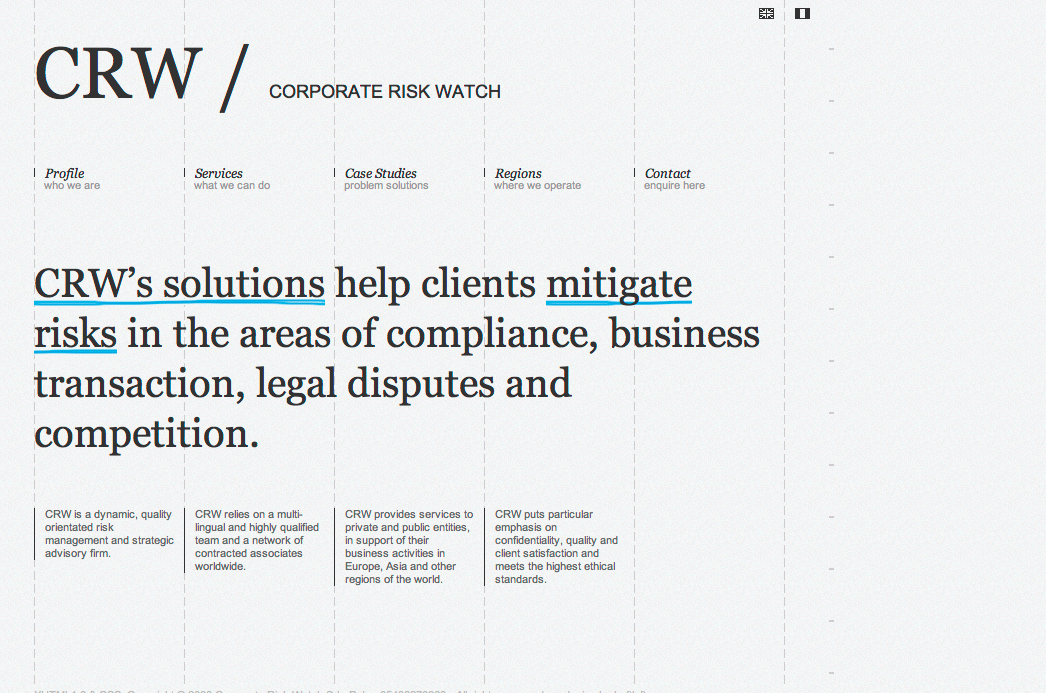 CRW / CORPORATE RISK WATCH
Profile
who we are
Services
what we can do
Case Studies
problem solutions
Regions
where we operate
Contact
enquire here
CRW’s solutions help clients mitigate
risks in the areas of compliance, business
transaction, legal disputes and
competition.
CRW is a dynamic, quality
orientated risk
management and strategic
advisory firm.
CRW relies on a multi-
lingual and highly qualified
team and a network of
contracted associates
worldwide.
CRW provides services to
private and public entities,
in support of their
business activities in
Europe, Asia and other
regions of the world.
CRW puts particular
emphasis on
confidentiality, quality and
client satisfaction and
meets the highest ethical
standards.